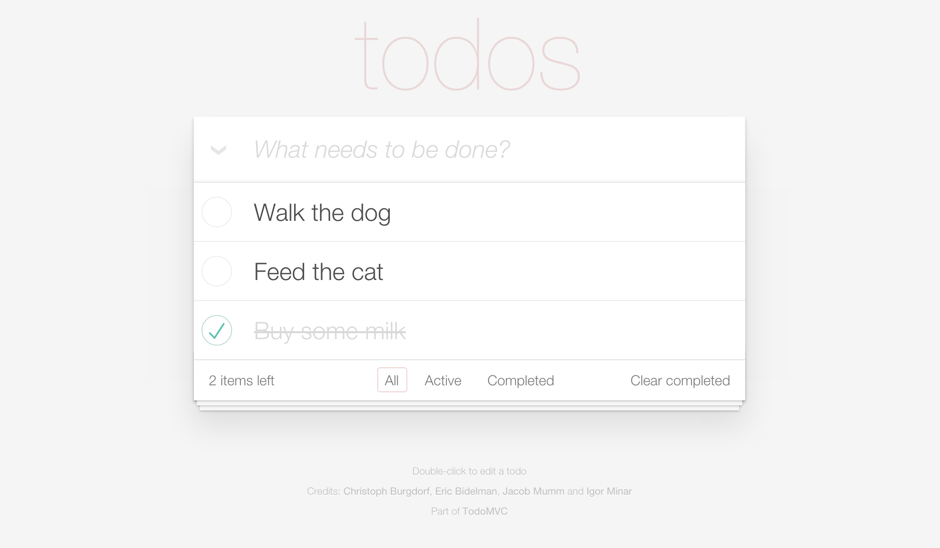 todos
What needs to be done?
Walk the dog
Feed the cat
Buy some milk
2 items left All Active Completed Clear completed
Double-click to edit a todo
Credits: Christoph Burgdorf, Eric Bidelman, Jacob Mumm and Igor Minar
Part of TodoMVC